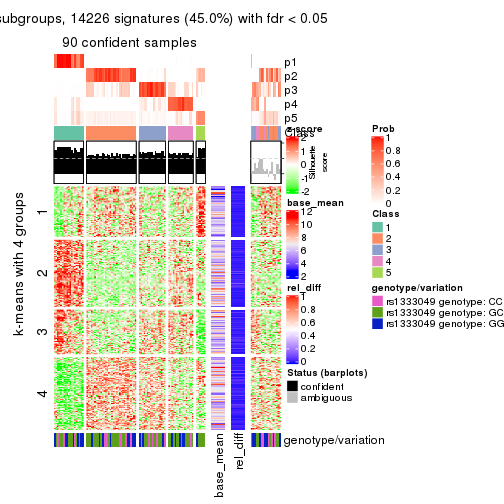 subgroups, 14226 signatures (45.0%) with fdr < 0.05
90 confident samples
p1
p2
p3
p4
p5
Class
Silhouette
score
1
2
3
4
k-means with 4 groups
genotype/variation
base_mean
rel_diff
z-score
2
1
0
-1
-2
base_mean
12
10
8
6
4
2
rel_diff
1
0.8
0.6
0.4
0.2
0
Status (barplots)
confident
ambiguous
Prob
1
0.8
0.6
0.4
0.2
0
Class
1
2
3
4
5
genotype/variation
rs1333049 genotype: CC
rs1333049 genotype: GC
rs1333049 genotype: GG